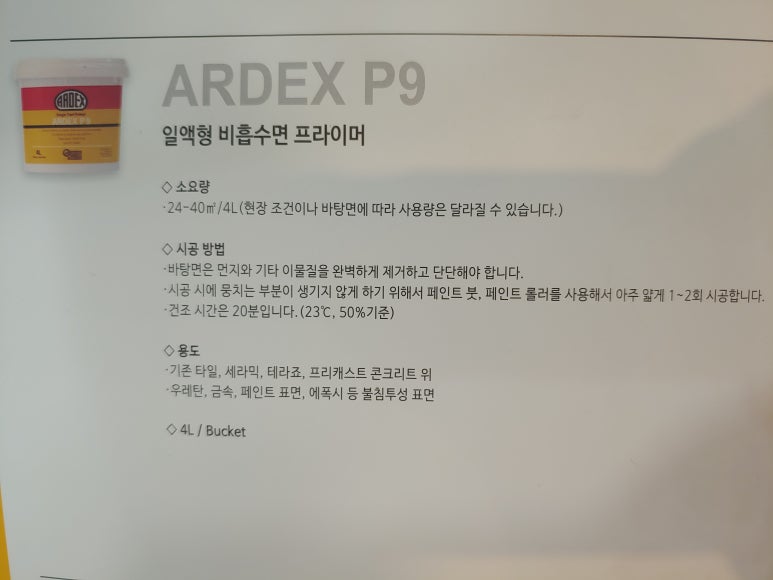 ARDEX
ARDEX P9
4L
ARDEX P9
일액형 비흡수면 프라이머
◇ 소요량
·24~40㎡/4L(현장 조건이나 바탕면에 따라 사용량은 달라질 수 있습니다.)
◇ 시공 방법
·바탕면은 먼지와 기타 이물질을 완벽하게 제거하고 단단해야 합니다.
·시공 시에 뭉치는 부분이 생기지 않게 하기 위해서 페인트 붓, 페인트 롤러를 사용해서 아주 얇게 1~2회 시공합니다.
·건조 시간은 20분입니다.(23℃, 50%기준)
◇ 용도
·기존 타일, 세라믹, 테라죠, 프리캐스트 콘크리트 위
·우레탄, 금속, 페인트 표면, 에폭시 등 불침투성 표면
◇ 4L / Bucket